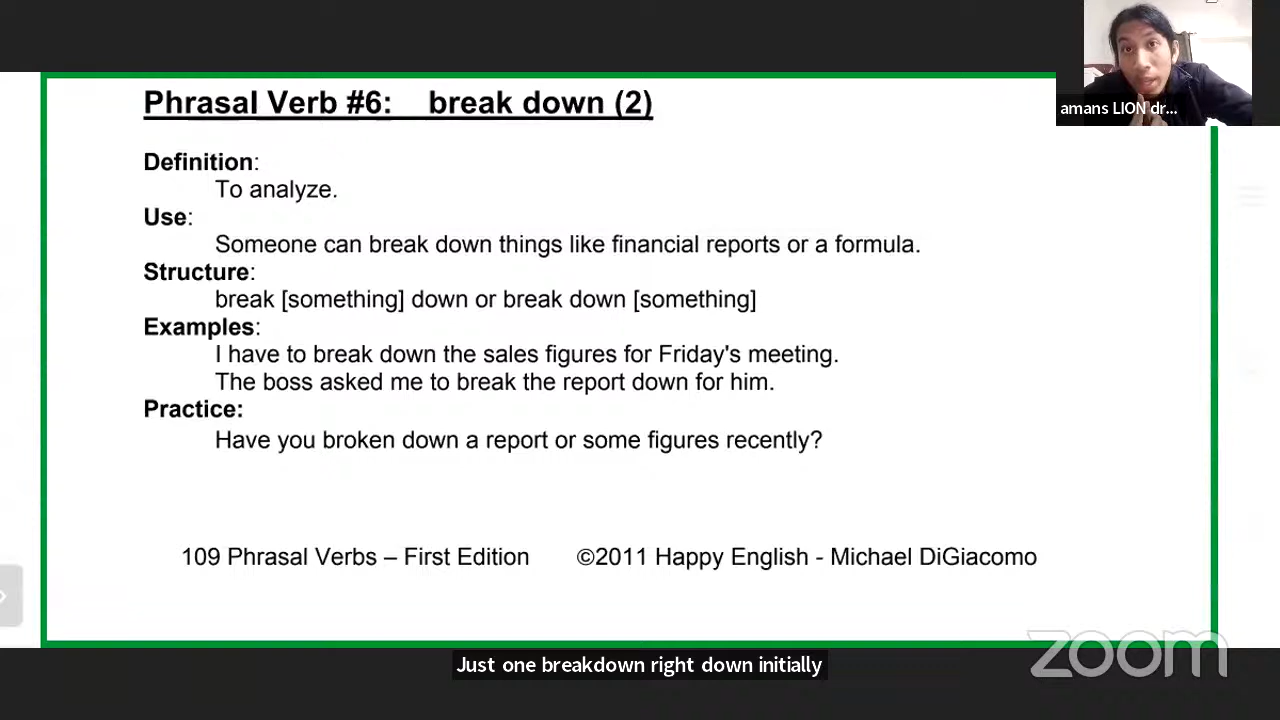 Phrasal Verb #6: break down (2)
amans LION dr...
Definition:
To analyze.
Use:
Someone can break down things like financial reports or a formula.
Structure:
break [something] down or break down [something]
Examples:
I have to break down the sales figures for Friday's meeting.
The boss asked me to break the report down for him.
Practice:
Have you broken down a report or some figures recently?
109 Phrasal Verbs – First Edition ©2011 Happy English - Michael DiGiacomo
zoom
Just one breakdown right down initially